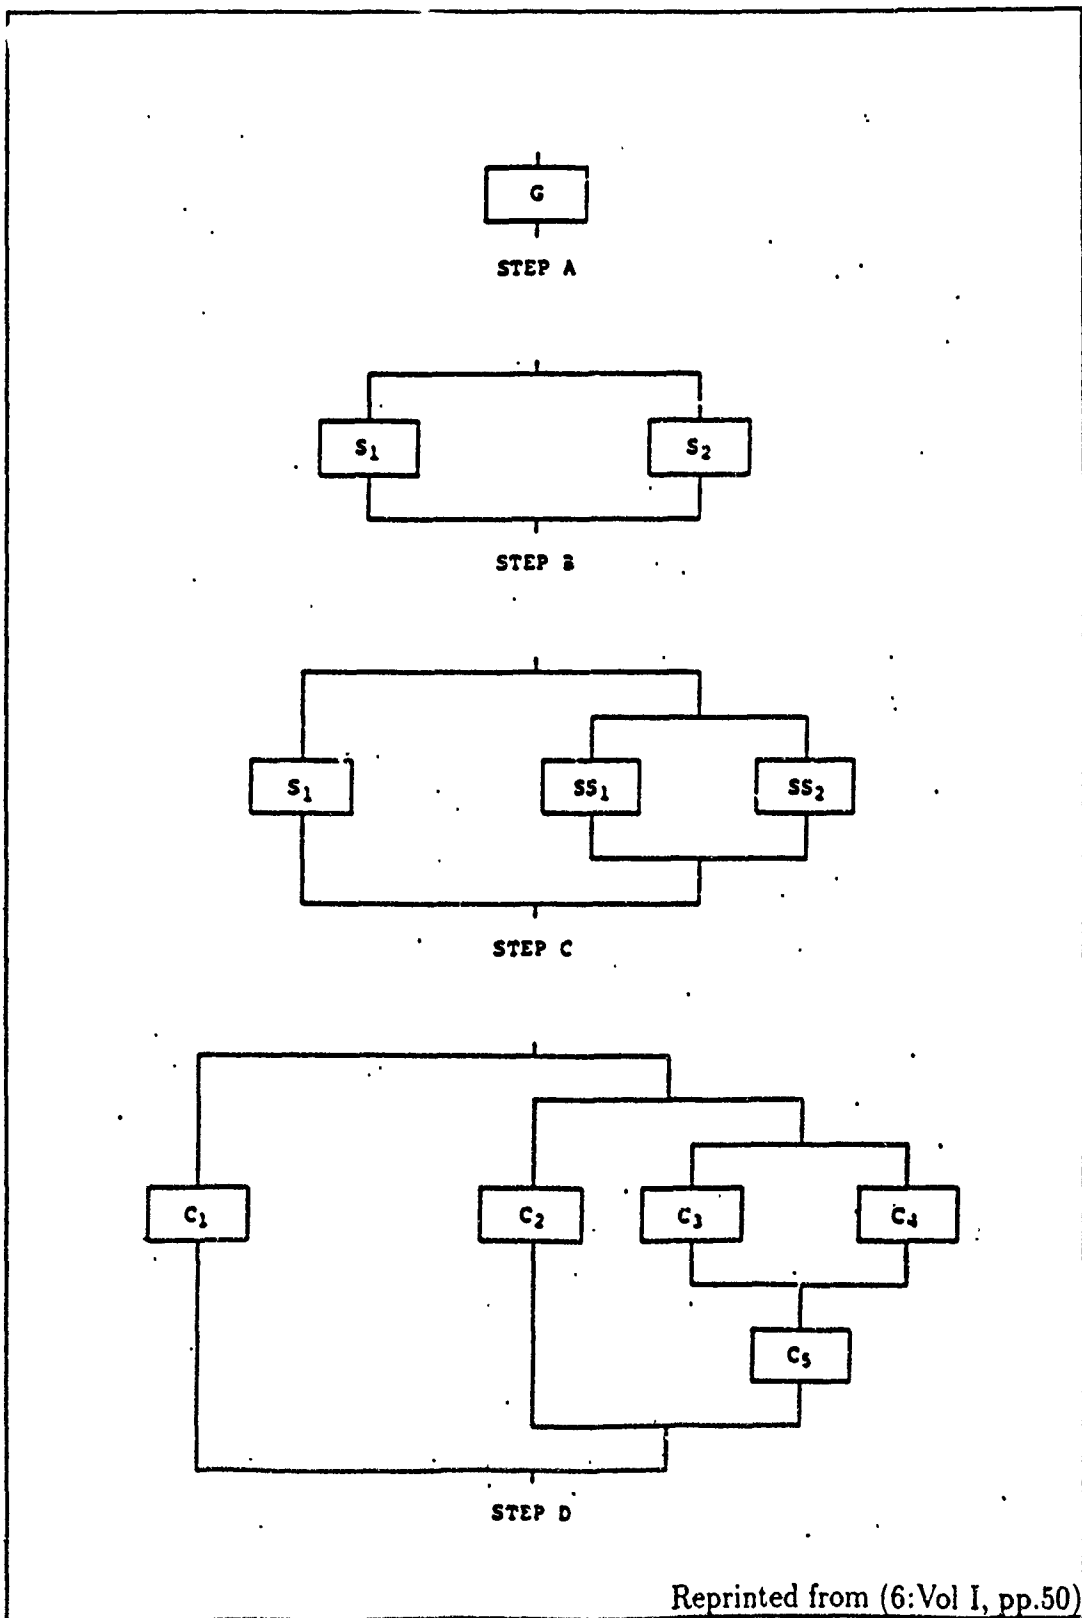 G
STEP A
S1 S2
STEP B
S1 SS1 SS2
STEP C
C1 C2 C3 C4
C5
STEP D
Reprinted from (6:Vol I, pp.50)